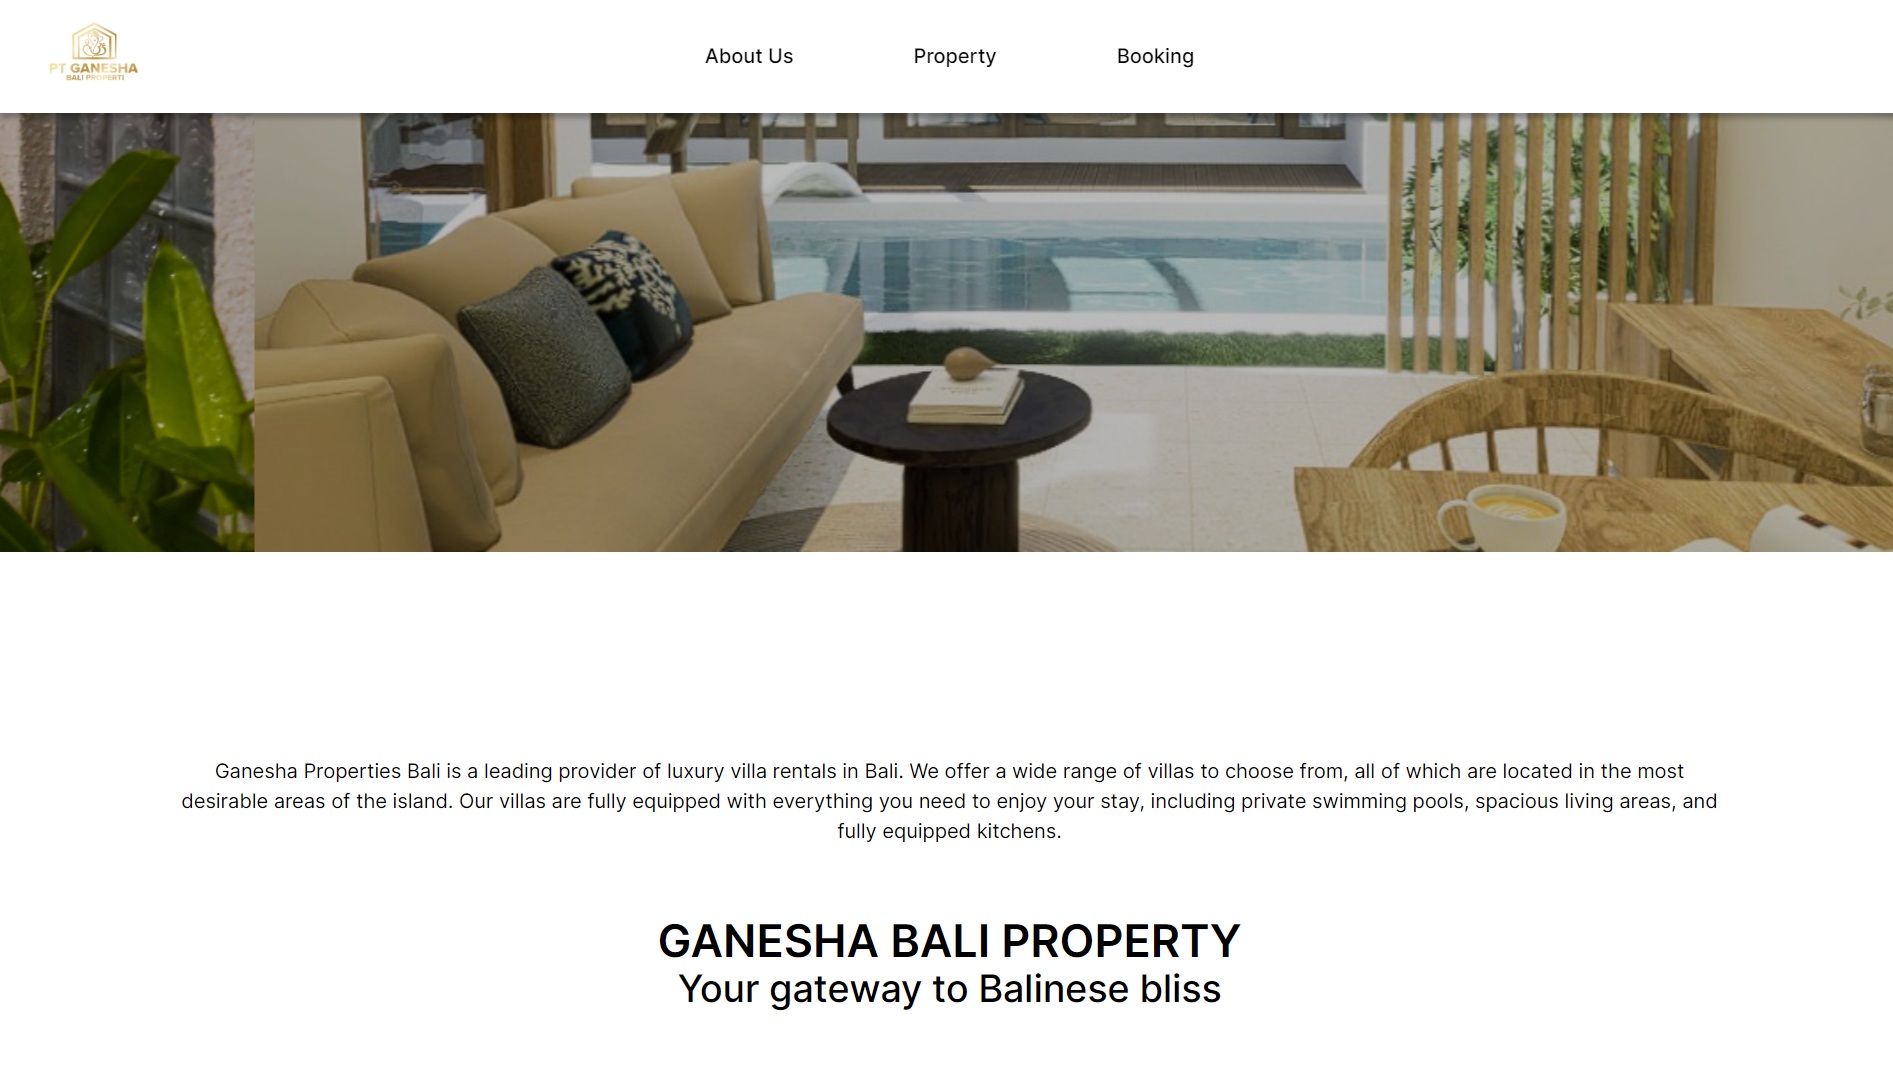 PT GANESHA
BALI PROPERTI
About Us
Property
Booking
Ganesha Properties Bali is a leading provider of luxury villa rentals in Bali. We offer a wide range of villas to choose from, all of which are located in the most
desirable areas of the island. Our villas are fully equipped with everything you need to enjoy your stay, including private swimming pools, spacious living areas, and
fully equipped kitchens.
GANESHA BALI PROPERTY
Your gateway to Balinese bliss